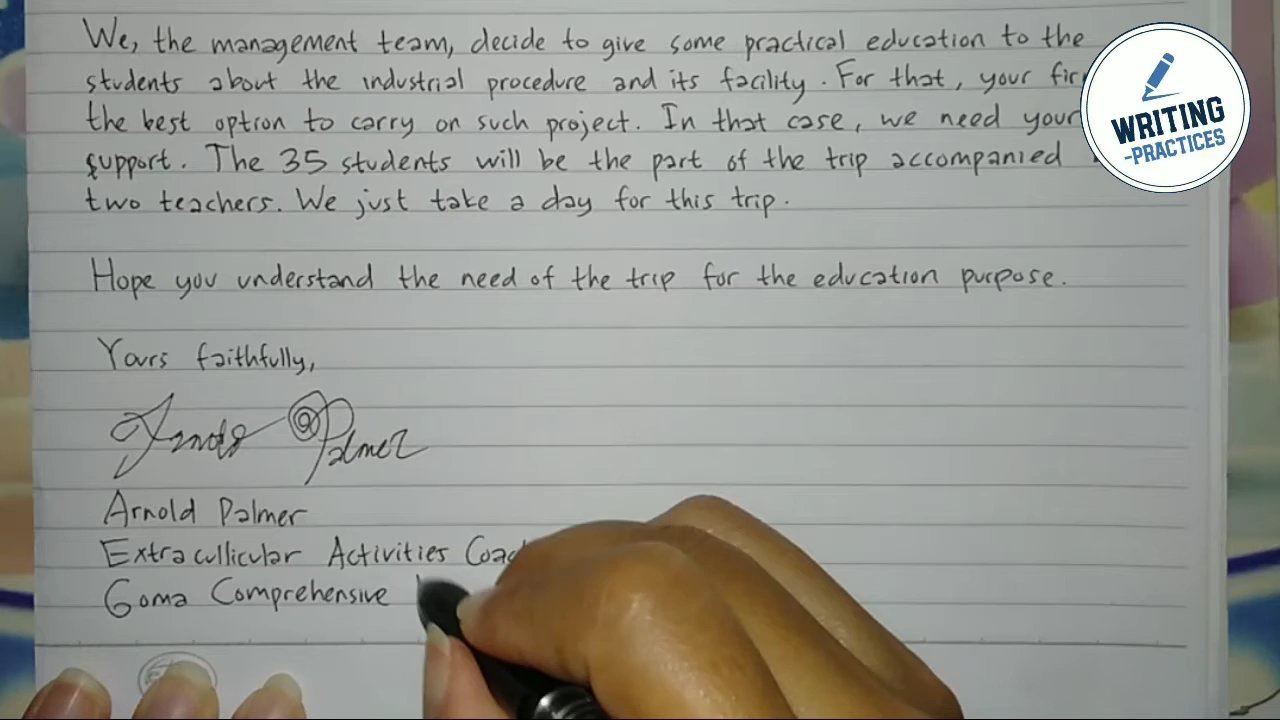 We, the management team, decide to give some practical education to the
students about the industrial procedure and its facility. For that, your
the best option to carry on such project. In that case, we need your
support. The 35 students will be the part of the trip accompanied
two teachers. We just take a day for this trip.
Hope you understand the need of the trip for the education purpose.
Yours faithfully,
Palmer
Arnold Palmer
Extracullicular Activities
Goma Comprehensive
WRITING
-PRACTICES